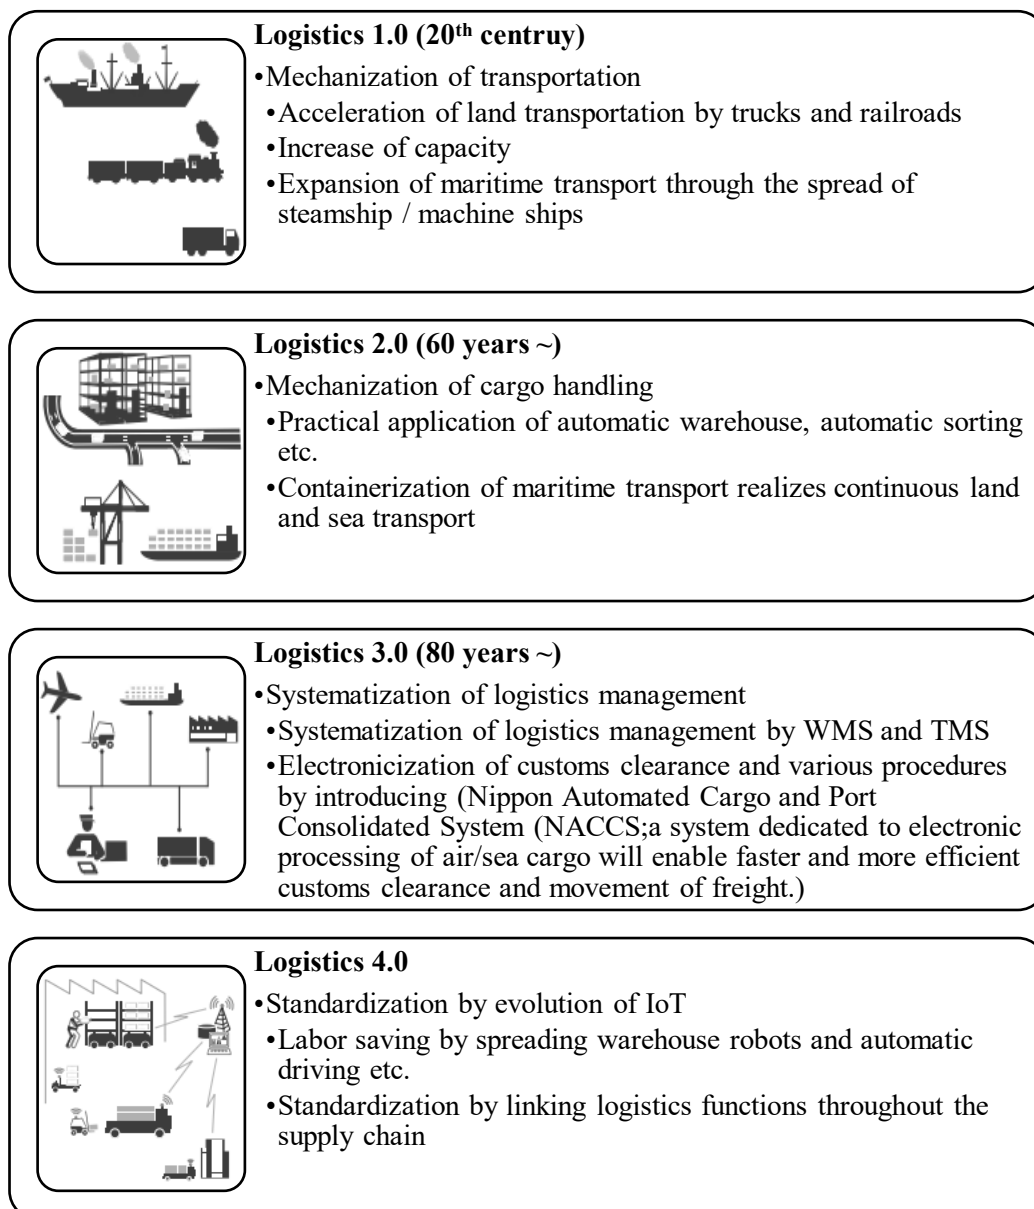 Logistics 1.0 (20th centruy)
•Mechanization of transportation
•Acceleration of land transportation by trucks and railroads
•Increase of capacity
•Expansion of maritime transport through the spread of
steamship / machine ships
Logistics 2.0 (60 years ~)
•Mechanization of cargo handling
•Practical application of automatic warehouse, automatic sorting
etc.
•Containerization of maritime transport realizes continuous land
and sea transport
Logistics 3.0 (80 years ~)
•Systematization of logistics management
•Systematization of logistics management by WMS and TMS
•Electronicization of customs clearance and various procedures
by introducing (Nippon Automated Cargo and Port
Consolidated System (NACCS;a system dedicated to electronic
processing of air/sea cargo will enable faster and more efficient
customs clearance and movement of freight.)
Logistics 4.0
•Standardization by evolution of IoT
•Labor saving by spreading warehouse robots and automatic
driving etc.
•Standardization by linking logistics functions throughout the
supply chain